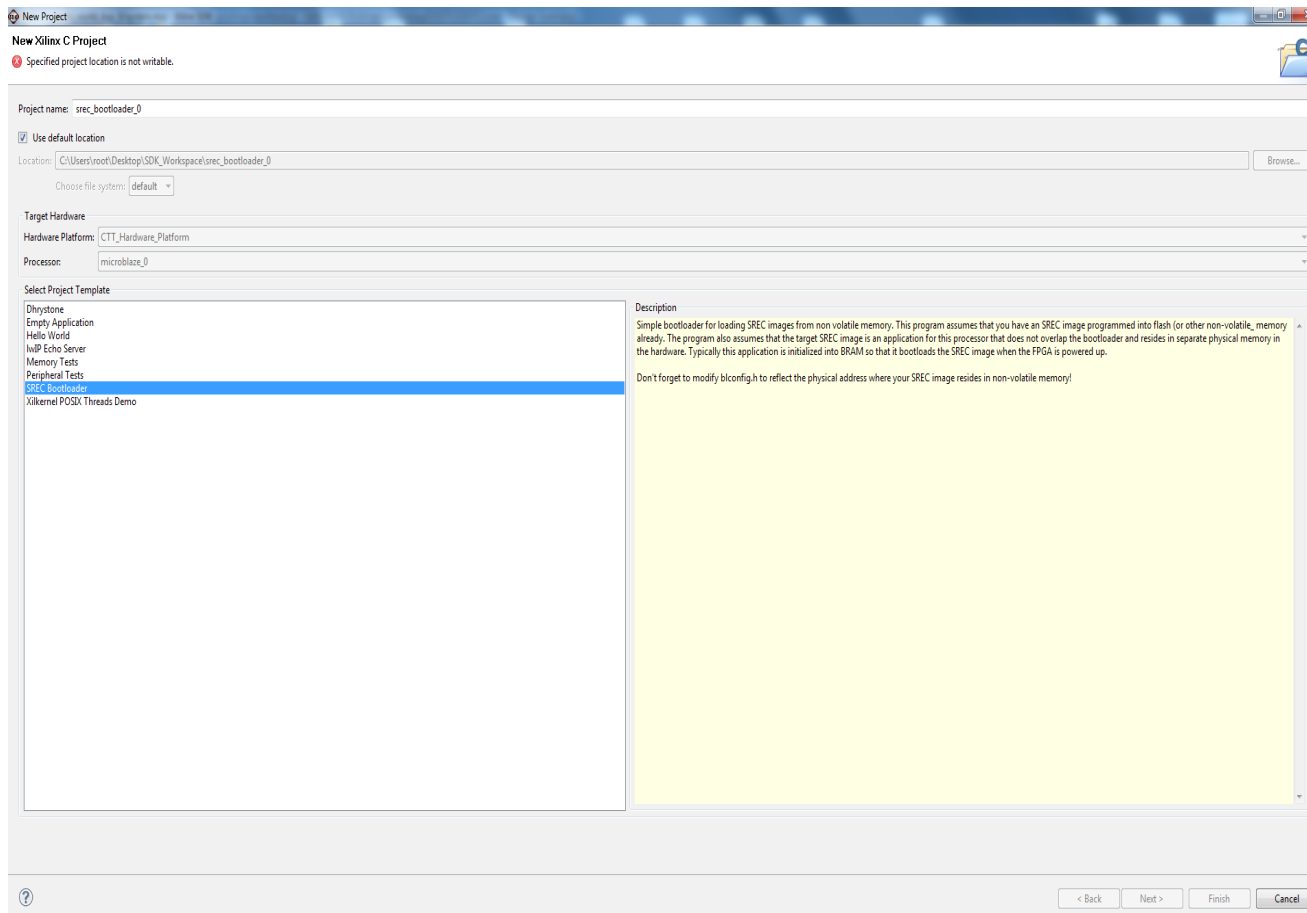 New Project
New Xilinx C Project
Specified project location is not writable.
Project name: srec_bootloader_0
Use default location
Location: C:\Users\root\Desktop\SDK_Workspace\srec_bootloader_0 Browse...
Choose file system: default
Target Hardware
Hardware Platform: CTT_Hardware_Platform
Processor: microblaze_0
Select Project Template
Dhrystone
Empty Application
Hello World
lwIP Echo Server
Memory Tests
Peripheral Tests
SREC Bootloader
Xilkernel POSIX Threads Demo
Description
Simple bootloader for loading SREC images from non volatile memory. This program assumes that you have an SREC image programmed into flash (or other non-volatile_ memory
already. The program also assumes that the target SREC image is an application for this processor that does not overlap the bootloader and resides in separate physical memory in
the hardware. Typically this application is initialized into BRAM so that it bootloads the SREC image when the FPGA is powered up.
Don't forget to modify blconfig.h to reflect the physical address where your SREC image resides in non-volatile memory!
? < Back Next > Finish Cancel